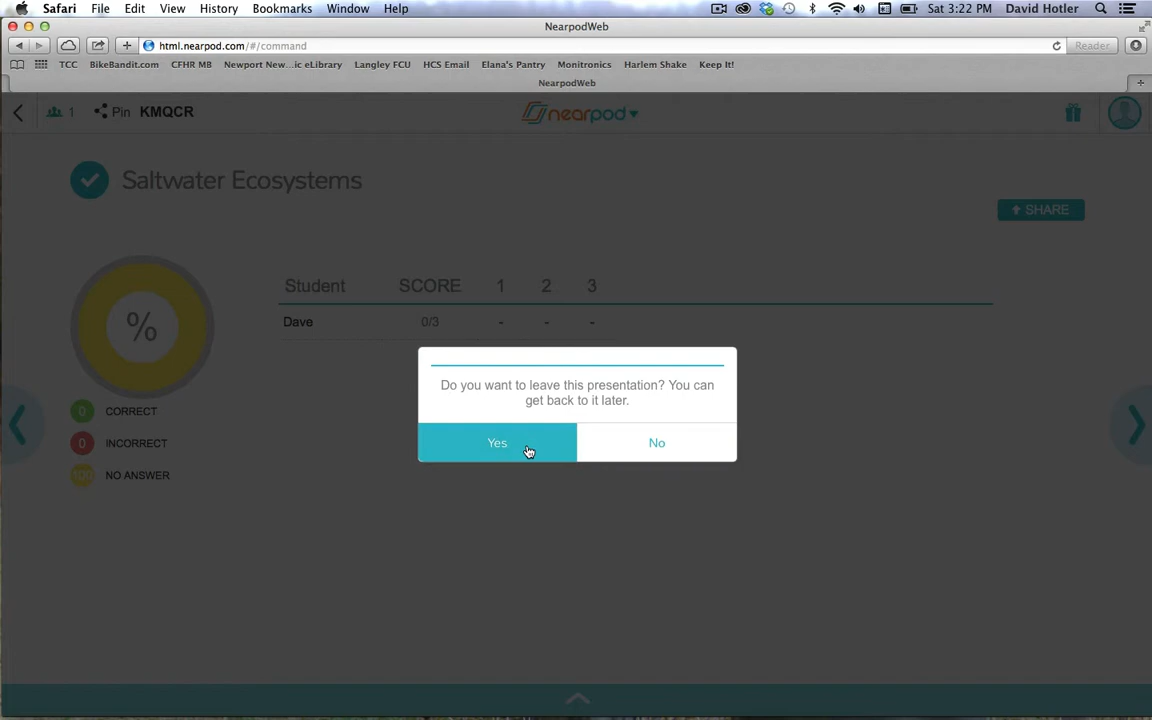 Safari File Edit View History Bookmarks Window Help Sat 3:22 PM David Hotler
NearpodWeb
html.nearpod.com/#/command Reader
TCC BikeBandit.com CFHR MB Newport New...ic eLibrary Langley FCU HCS Email Elana's Pantry Monitronics Harlem Shake Keep It!
NearpodWeb
1 Pin KMQCR nearpod
Saltwater Ecosystems
SHARE
Student SCORE 1 2 3
Dave 0/3 - - -
%
Do you want to leave this presentation? You can
get back to it later.
Yes No
0 CORRECT
0 INCORRECT
100 NO ANSWER